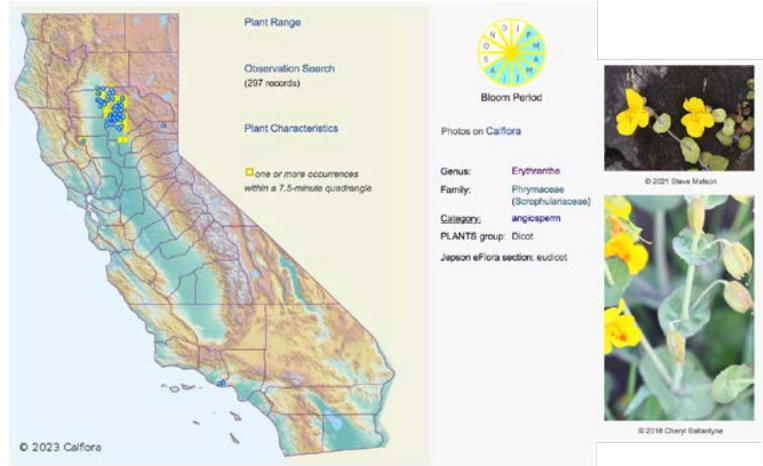 Plant Range
Observation Search
(297 records)
Plant Characteristics
one or more occurrences
within a 7.5-minute quadrangle
© 2023 Calflora
J F M A M J J A S O N D
Bloom Period
Photos on Calflora
Genus: Erythranthe
Family: Phrymaceae
(Scrophulariaceae)
Category: angiosperm
PLANTS group: Dicot
Jepson eFlora section: eudicot
© 2021 Steve Matson
© 2018 Cheryl Ballantyne